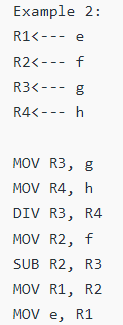 Example 2:
R1<--- e
R2<--- f
R3<--- g
R4<--- h
MOV R3, g
MOV R4, h
DIV R3, R4
MOV R2, f
SUB R2, R3
MOV R1, R2
MOV e, R1